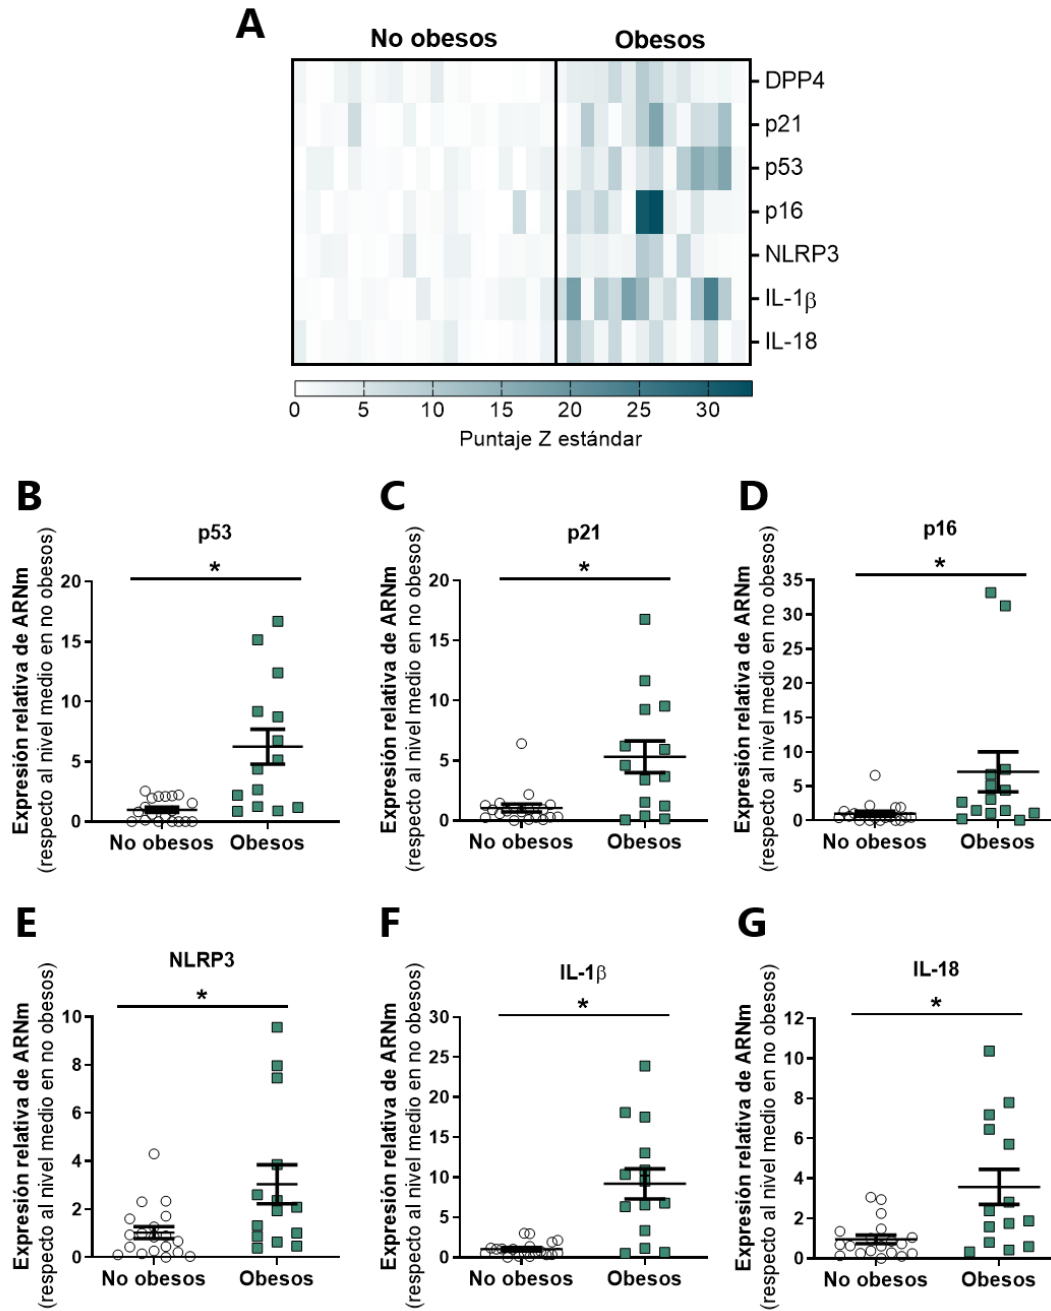 A
No obesos
Obesos
DPP4
p21
p53
p16
NLRP3
IL-1β
IL-18
0 5 10 15 20 25 30
Puntaje Z estándar
B
p53
*
Expresión relativa de ARNm
(respecto al nivel medio en no obesos)
20
15
10
5
0
No obesos Obesos
C
p21
*
Expresión relativa de ARNm
(respecto al nivel medio en no obesos)
20
15
10
5
0
No obesos Obesos
D
p16
*
Expresión relativa de ARNm
(respecto al nivel medio en no obesos)
35
30
25
20
15
10
5
0
No obesos Obesos
E
NLRP3
*
Expresión relativa de ARNm
(respecto al nivel medio en no obesos)
10
8
6
4
2
0
No obesos Obesos
F
IL-1β
*
Expresión relativa de ARNm
(respecto al nivel medio en no obesos)
30
25
20
15
10
5
0
No obesos Obesos
G
IL-18
*
Expresión relativa de ARNm
(respecto al nivel medio en no obesos)
12
10
8
6
4
2
0
No obesos Obesos